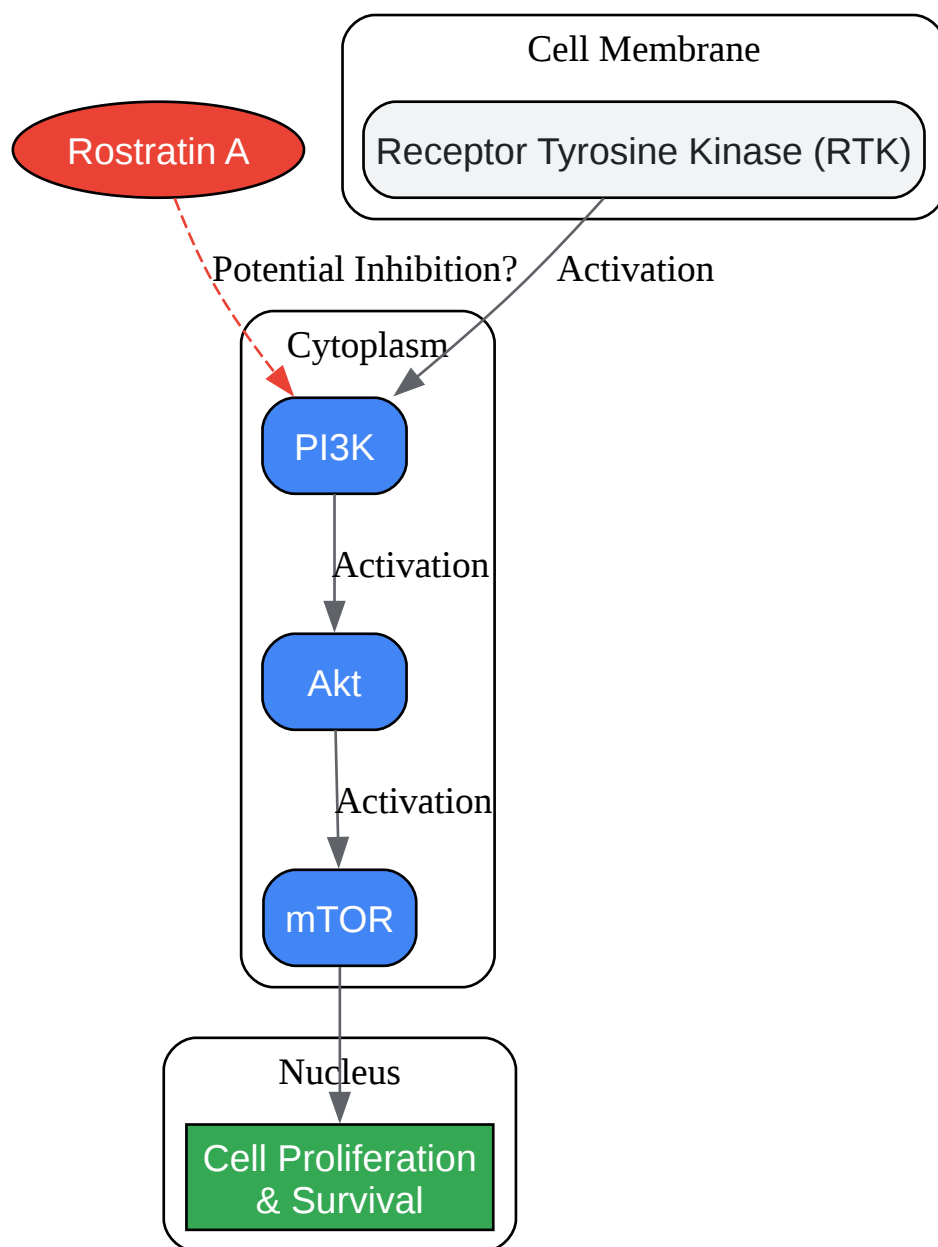 Cell Membrane
Rostratin A
Receptor Tyrosine Kinase (RTK)
Potential Inhibition?
Activation
Cytoplasm
PI3K
Activation
Akt
Activation
mTOR
Nucleus
Cell Proliferation
& Survival